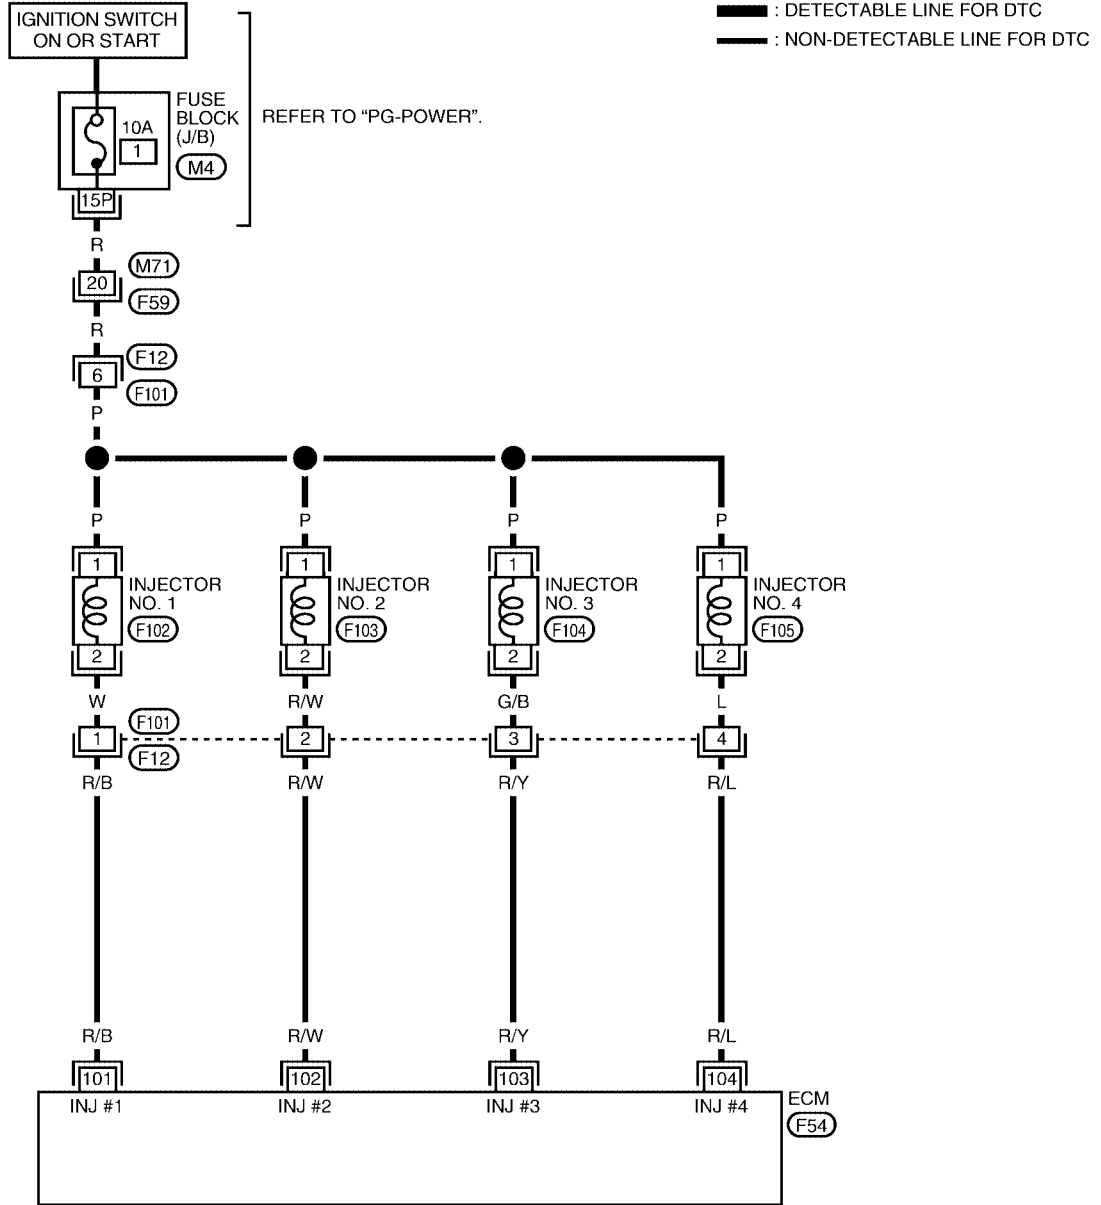 IGNITION SWITCH
ON OR START
: DETECTABLE LINE FOR DTC
: NON-DETECTABLE LINE FOR DTC
FUSE
BLOCK
(J/B)
10A
1
M4
REFER TO “PG-POWER”.
15P
R
M71
20
F59
R
F12
6
F101
P
P P P P
1 1 1 1
INJECTOR
NO. 1
F102
INJECTOR
NO. 2
F103
INJECTOR
NO. 3
F104
INJECTOR
NO. 4
F105
2 2 2 2
W R/W G/B L
F101
1 2 3 4
F12
R/B R/W R/Y R/L
R/B R/W R/Y R/L
101 102 103 104
INJ #1 INJ #2 INJ #3 INJ #4
ECM
F54